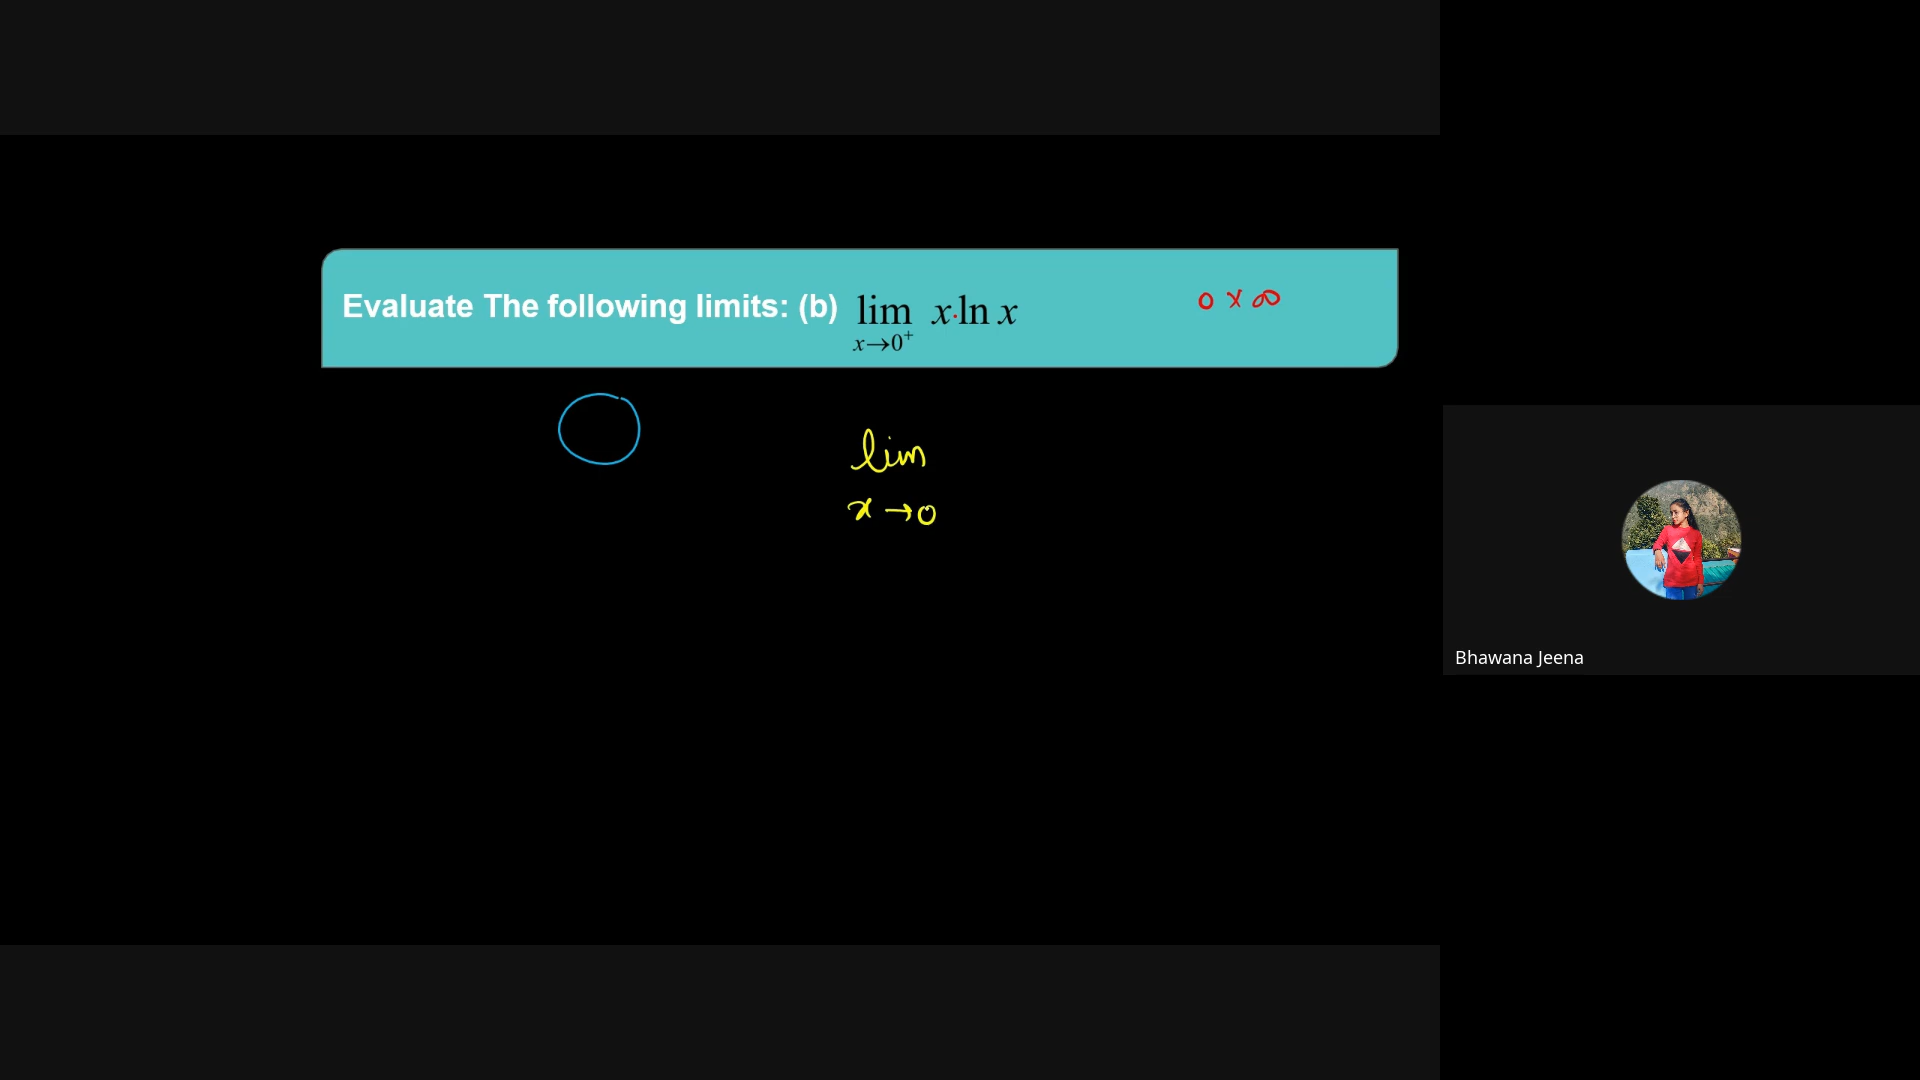 Evaluate The following limits: (b) lim x→0⁺ x·ln x
0 × ∞
lim
x → 0
Bhawana Jeena